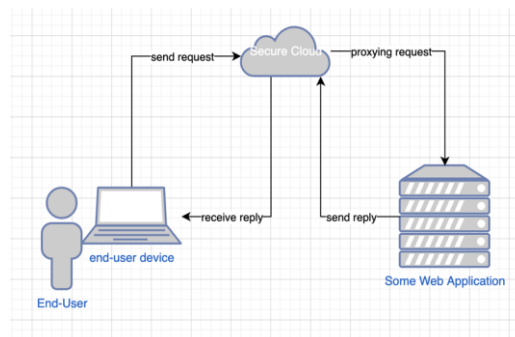 Secure Cloud
send request
proxying request
receive reply
send reply
end-user device
Some Web Application
End-User